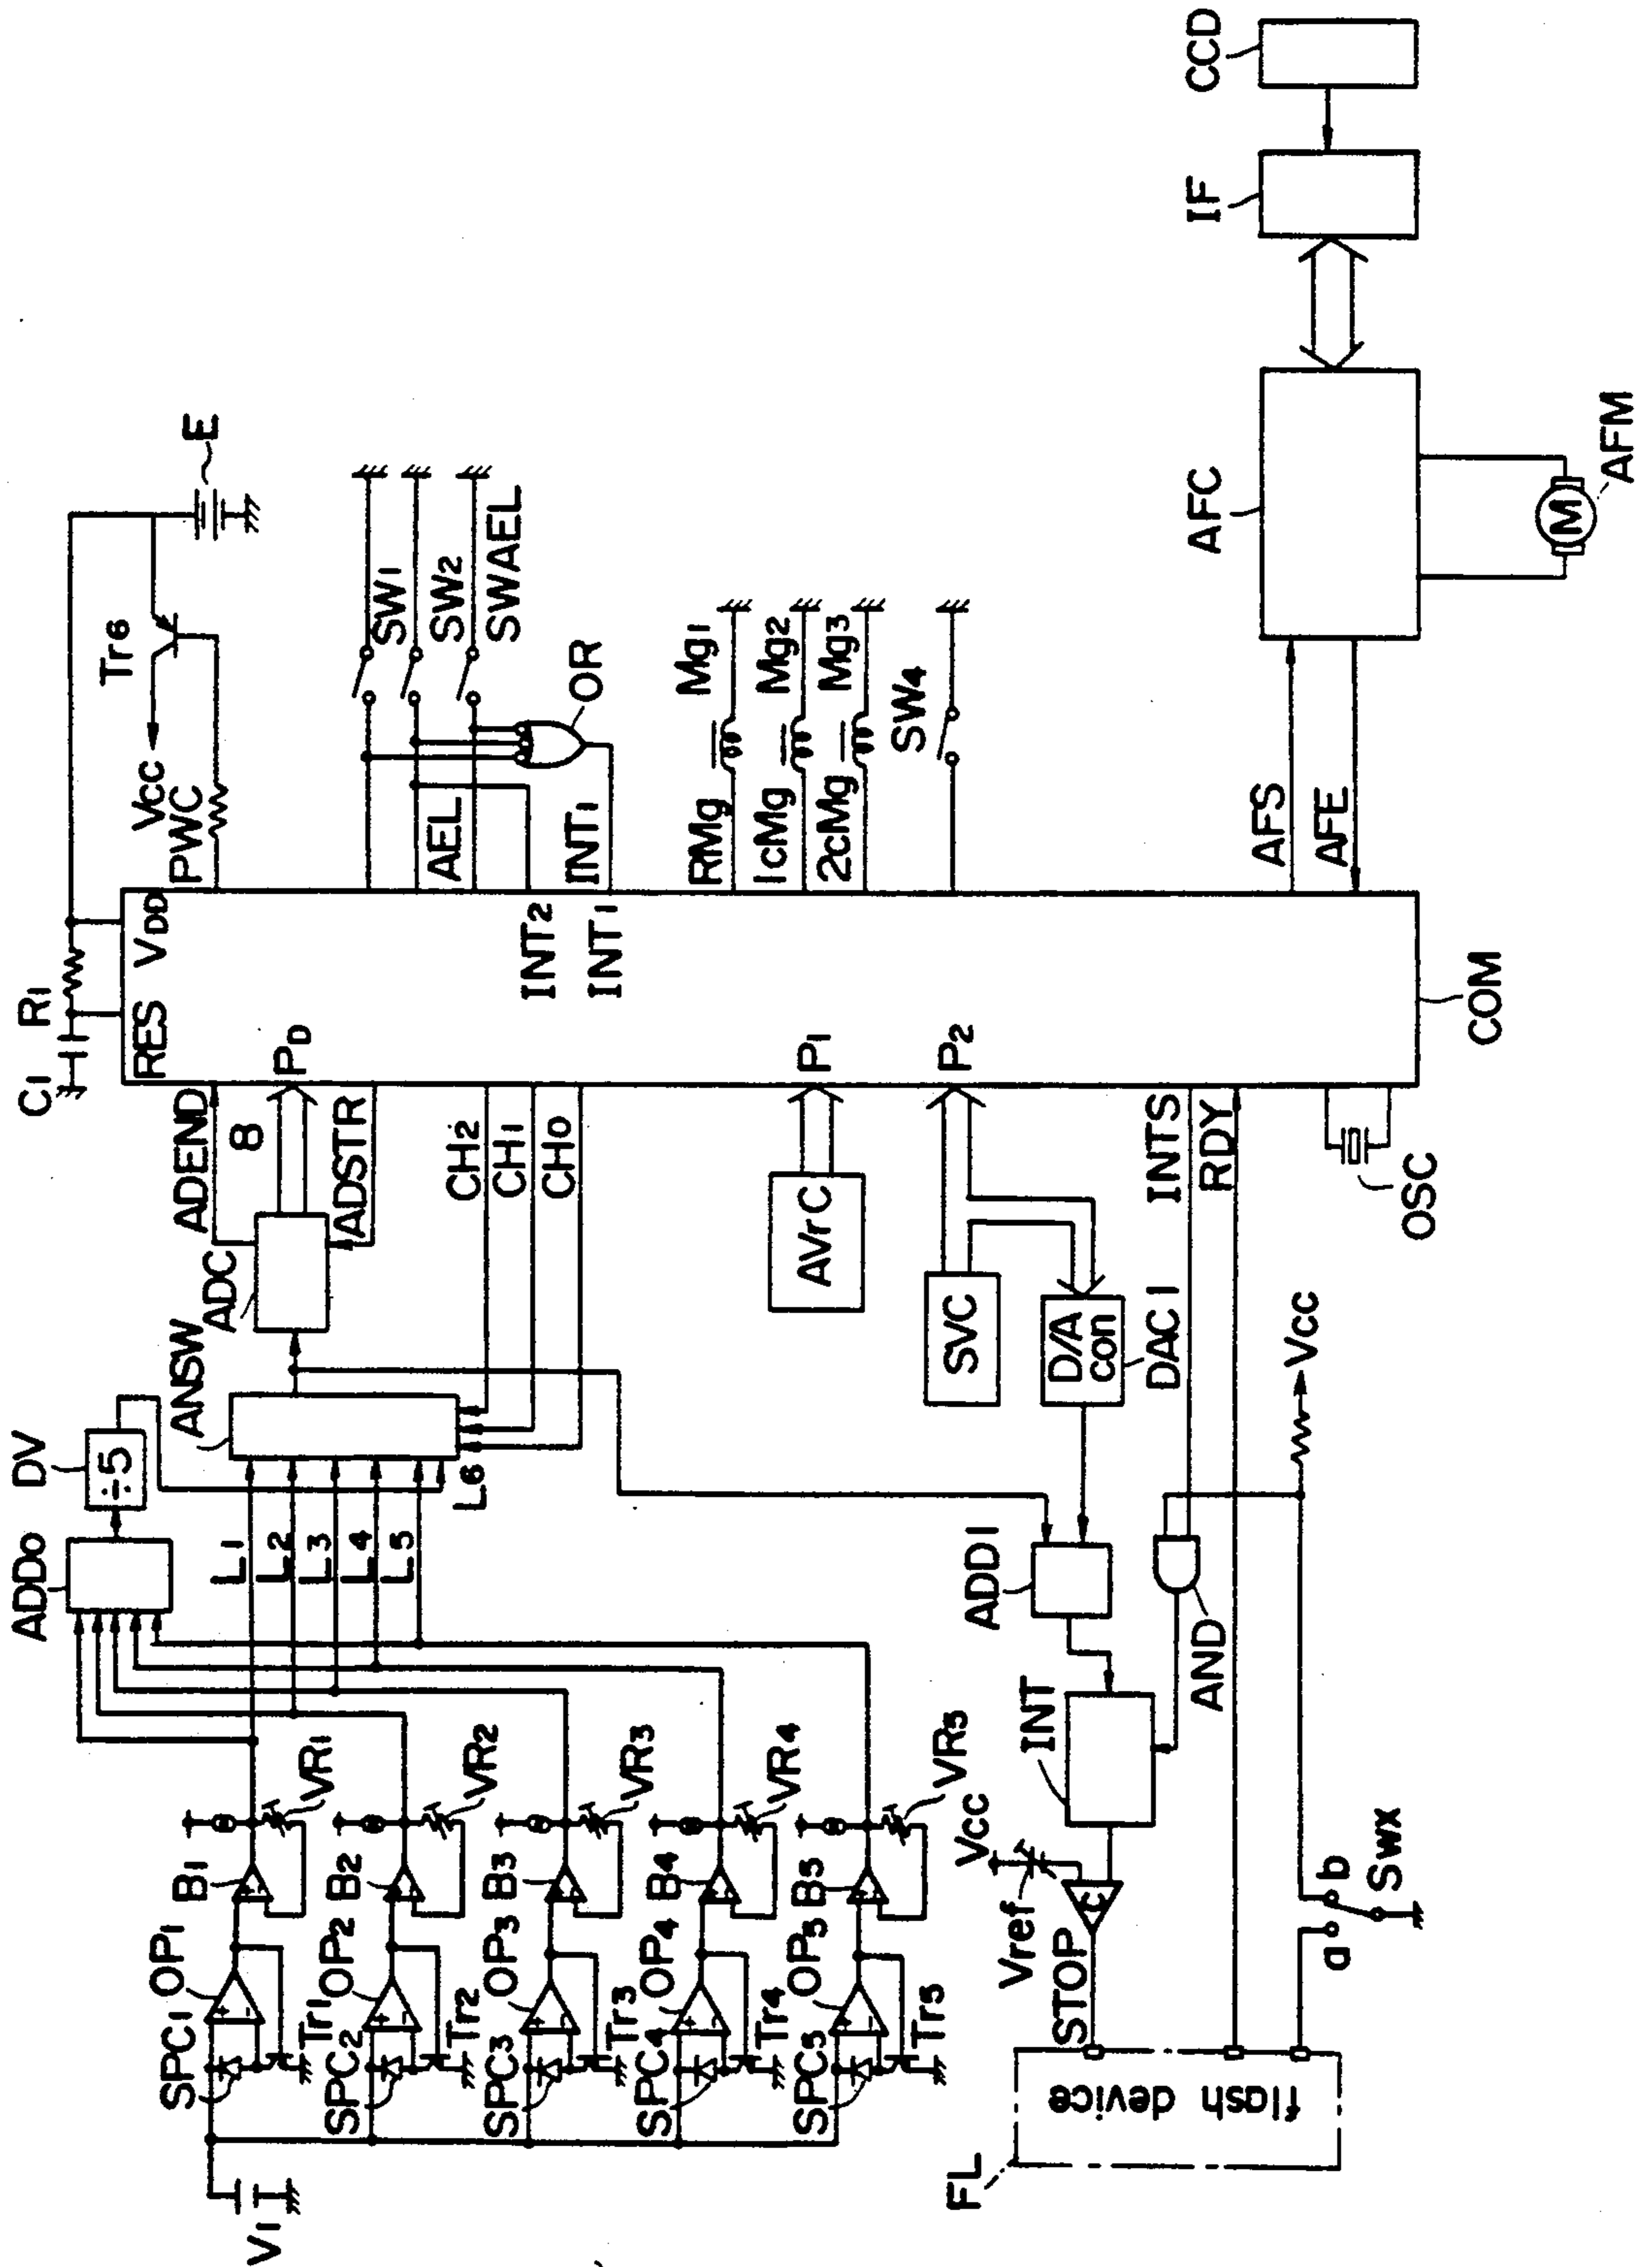 C1
R1
E
Tr6
VCC
PWC
RES
VDD
ADEND
8
PD
ADSTR
ADC
ANSW
DV
÷5
ADD0
CH2
CH1
CH0
SW1
SW2
SWAEL
AEL
OR
INT2
INT1
INT1
L1
L2
L3
L4
L5
L6
V1
SPC1
OP1
Tr1
B1
VR1
SPC2
OP2
Tr2
B2
VR2
SPC3
OP3
Tr3
B3
VR3
SPC4
OP4
Tr4
B4
VR4
SPC5
OP5
Tr5
B5
VR5
RMg
Mg1
1cMg
Mg2
2cMg
Mg3
SW4
P1
AVrC
P2
SVC
D/A
con
DAC1
ADD1
INT
AND
INTS
RDY
Vcc
Vref
STOP
C
flash device
FL
a
b
Swx
Vcc
OSC
COM
AFS
AFE
AFC
M
AFM
IF
CCD